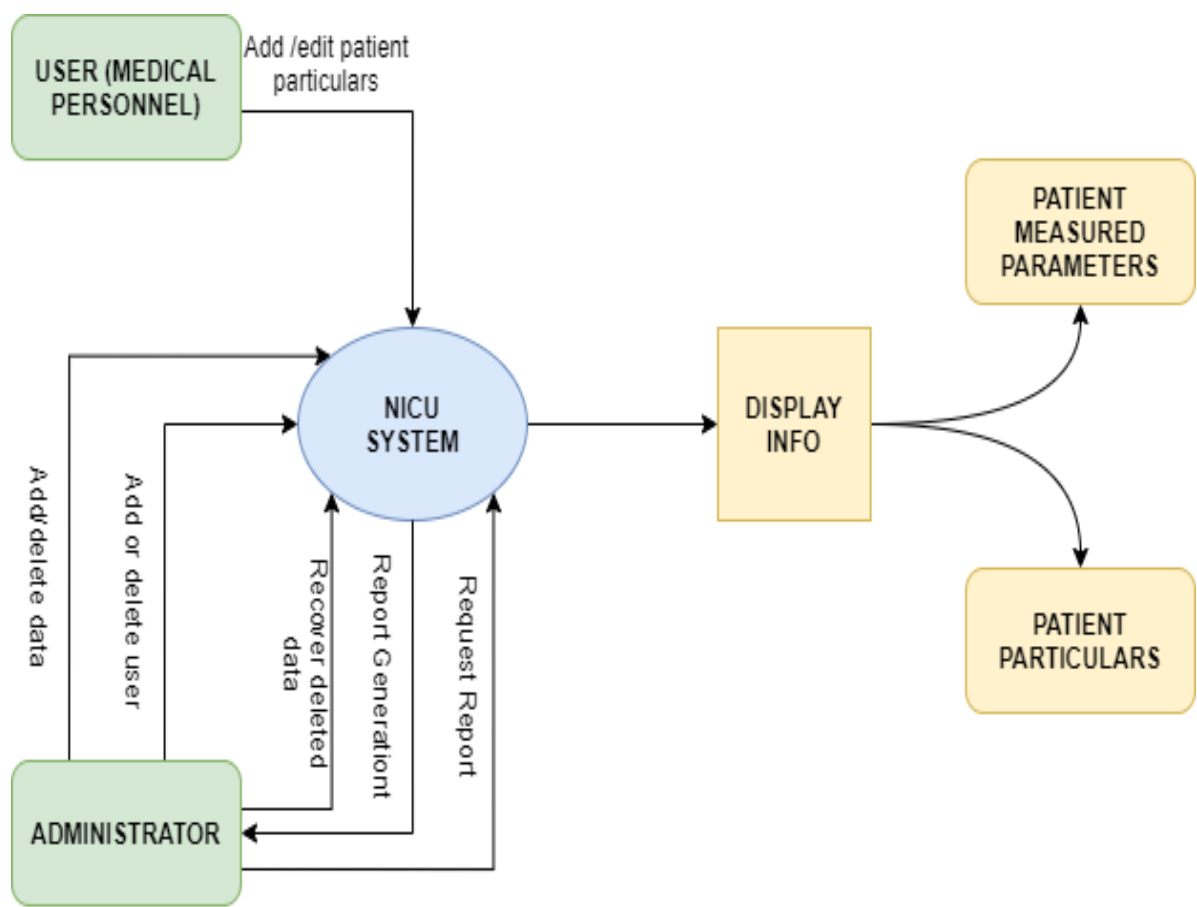 USER (MEDICAL
PERSONNEL)
Add /edit patient
particulars
PATIENT
MEASURED
PARAMETERS
NICU
SYSTEM
DISPLAY
INFO
Add/delete data
Add or delete user
Recover deleted
data
Report Generationt
Request Report
PATIENT
PARTICULARS
ADMINISTRATOR